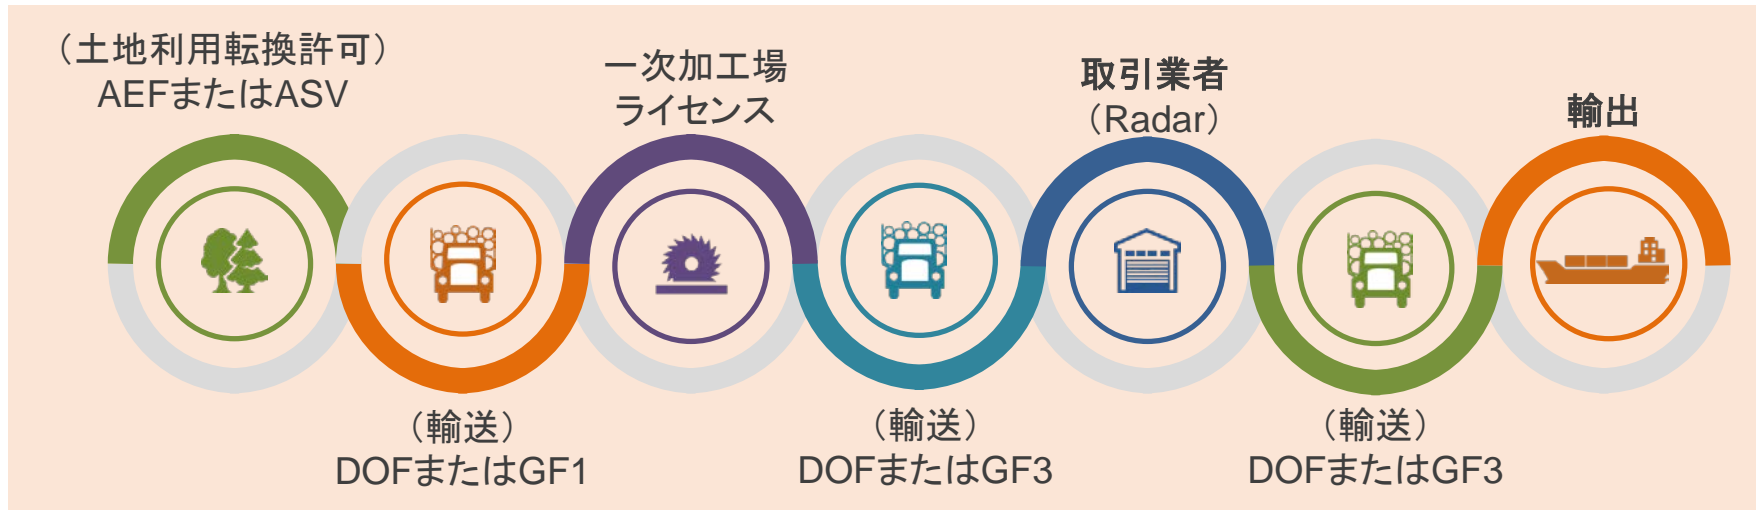 （土地利用転換許可）
AEFまたはASV
（輸送）
DOFまたはGF1
一次加工場
ライセンス
（輸送）
DOFまたはGF3
取引業者
（Radar）
（輸送）
DOFまたはGF3
輸出